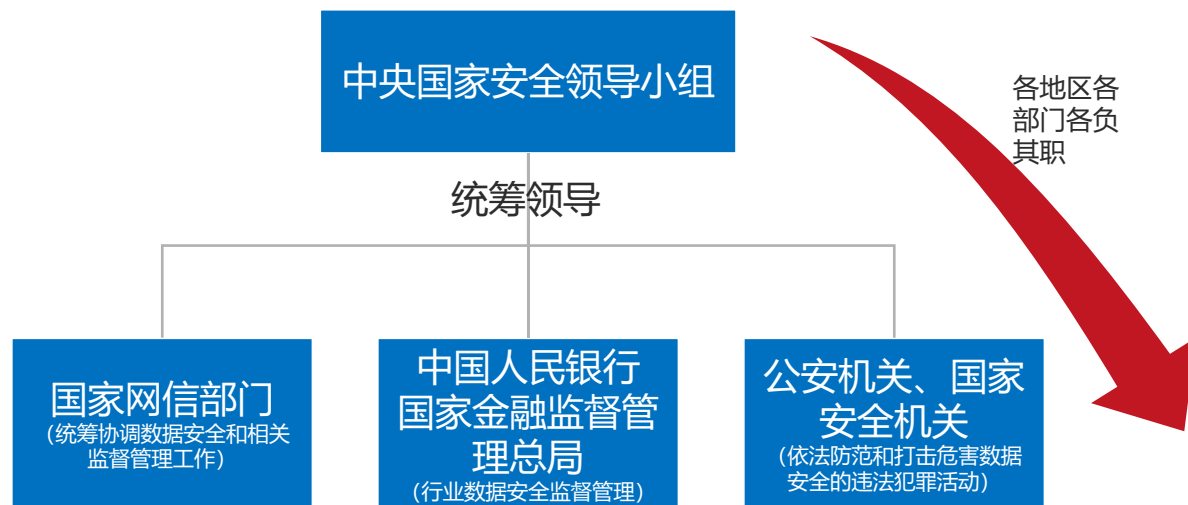 中央国家安全领导小组
各地区各
部门各负
其职
统筹领导
国家网信部门
（统筹协调数据安全和相关
监督管理工作）
中国人民银行
国家金融监督管
理总局
（行业数据安全监督管理）
公安机关、国家
安全机关
（依法防范和打击危害数据
安全的违法犯罪活动）